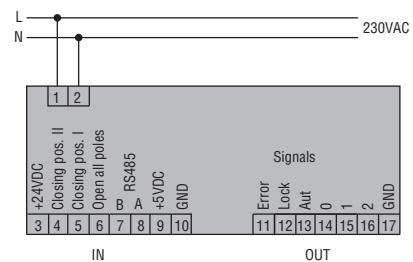 L
N
230VAC
1 2
+24VDC
Closing pos. II
Closing pos. I
Open all poles
B
A
RS485
+5VDC
GND
Signals
Error
Lock
Aut
0
1
2
GND
3 4 5 6 7 8 9 10
11 12 13 14 15 16 17
IN
OUT